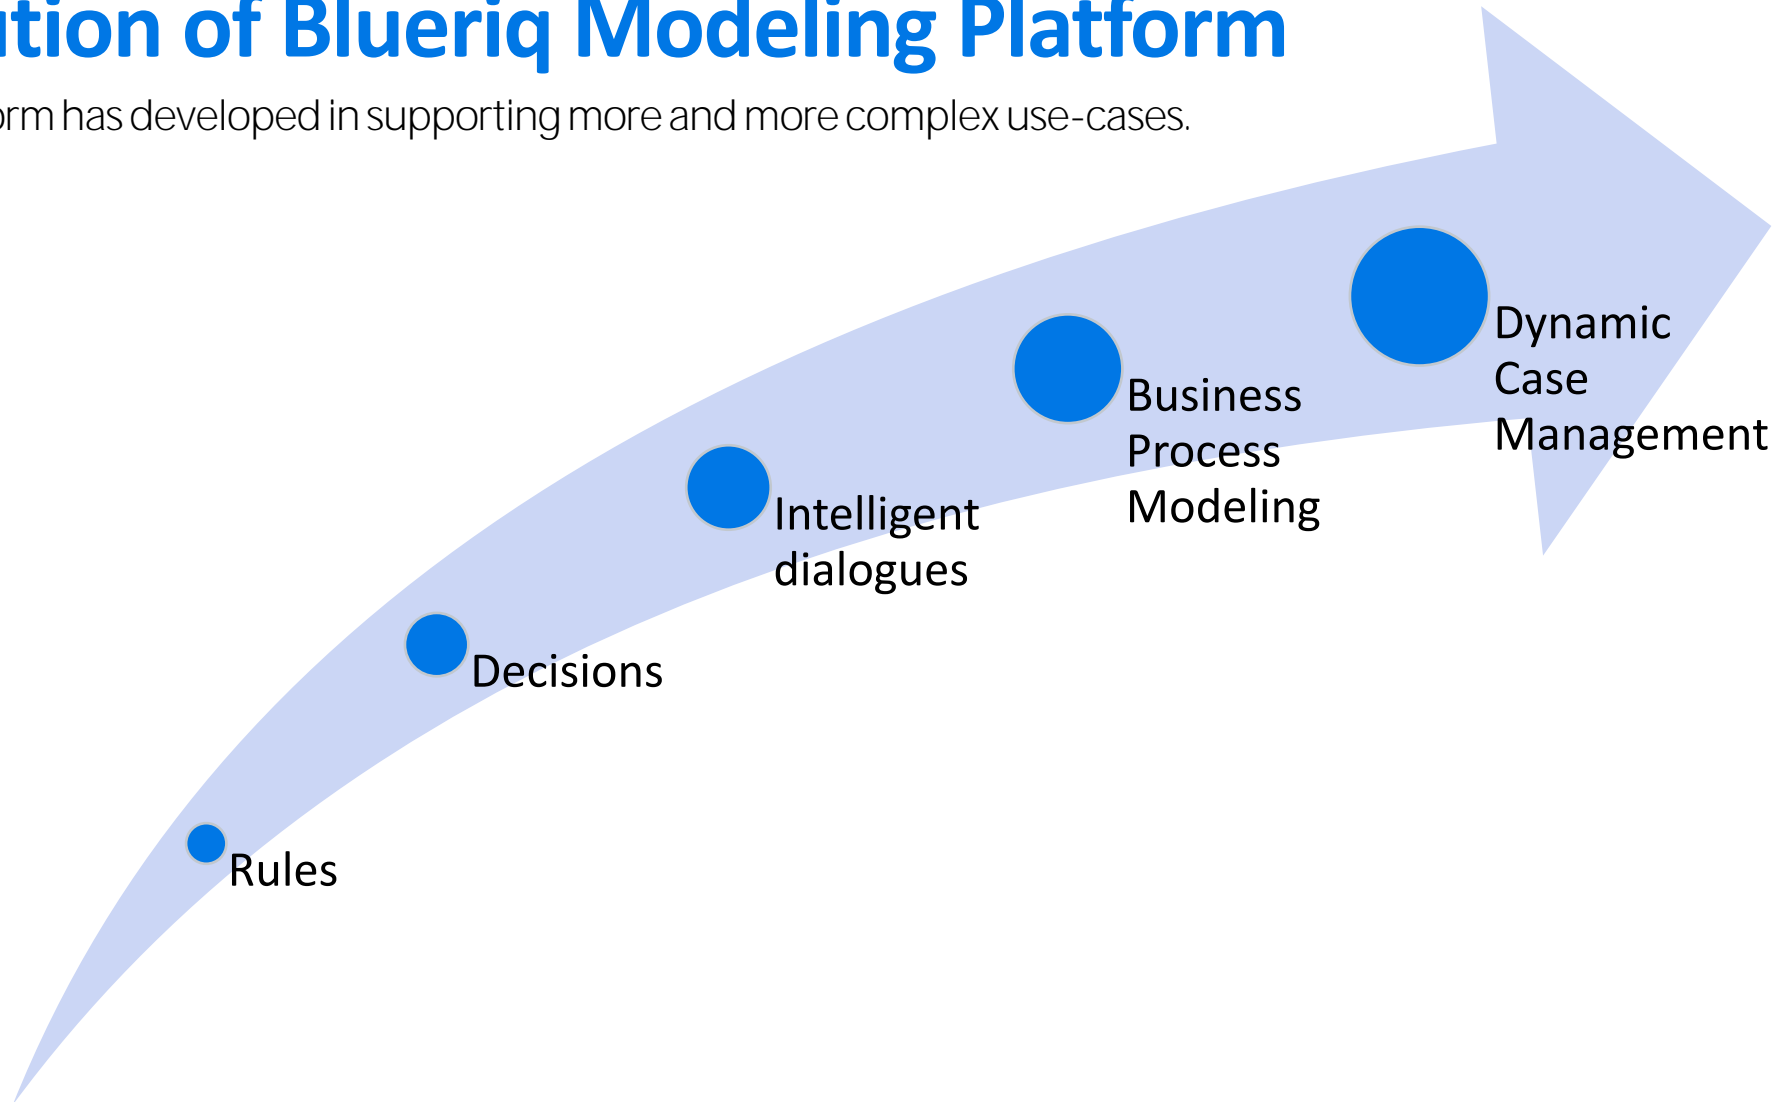 ution of Blueriq Modeling Platform
orm has developed in supporting more and more complex use-cases.
Dynamic
Case
Management
Business
Process
Modeling
Intelligent
dialogues
Decisions
Rules